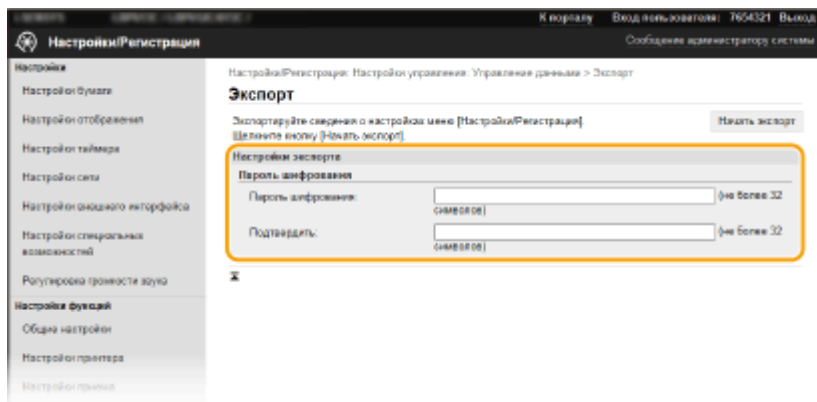 К порталу Вход пользователя: 7654321 Выход
Настройки/Регистрация
Сообщение администратору системы
Настройки
Настройки бумаги
Настройки отображения
Настройки таймера
Настройки сети
Настройки внешнего интерфейса
Настройки специальных
возможностей
Регулировка громкости звука
Настройки функций
Общие настройки
Настройки принтера
Настройки приема
Настройка/Регистрация: Настройки управления: Управление данными > Экспорт
Экспорт
Экспортируйте сведения о настройках меню [Настройка/Регистрация].
Щелкните кнопку [Начать экспорт].
Начать экспорт
Настройки экспорта
Пароль шифрования
Пароль шифрования: (не более 32
символов)
Подтвердить: (не более 32
символов)